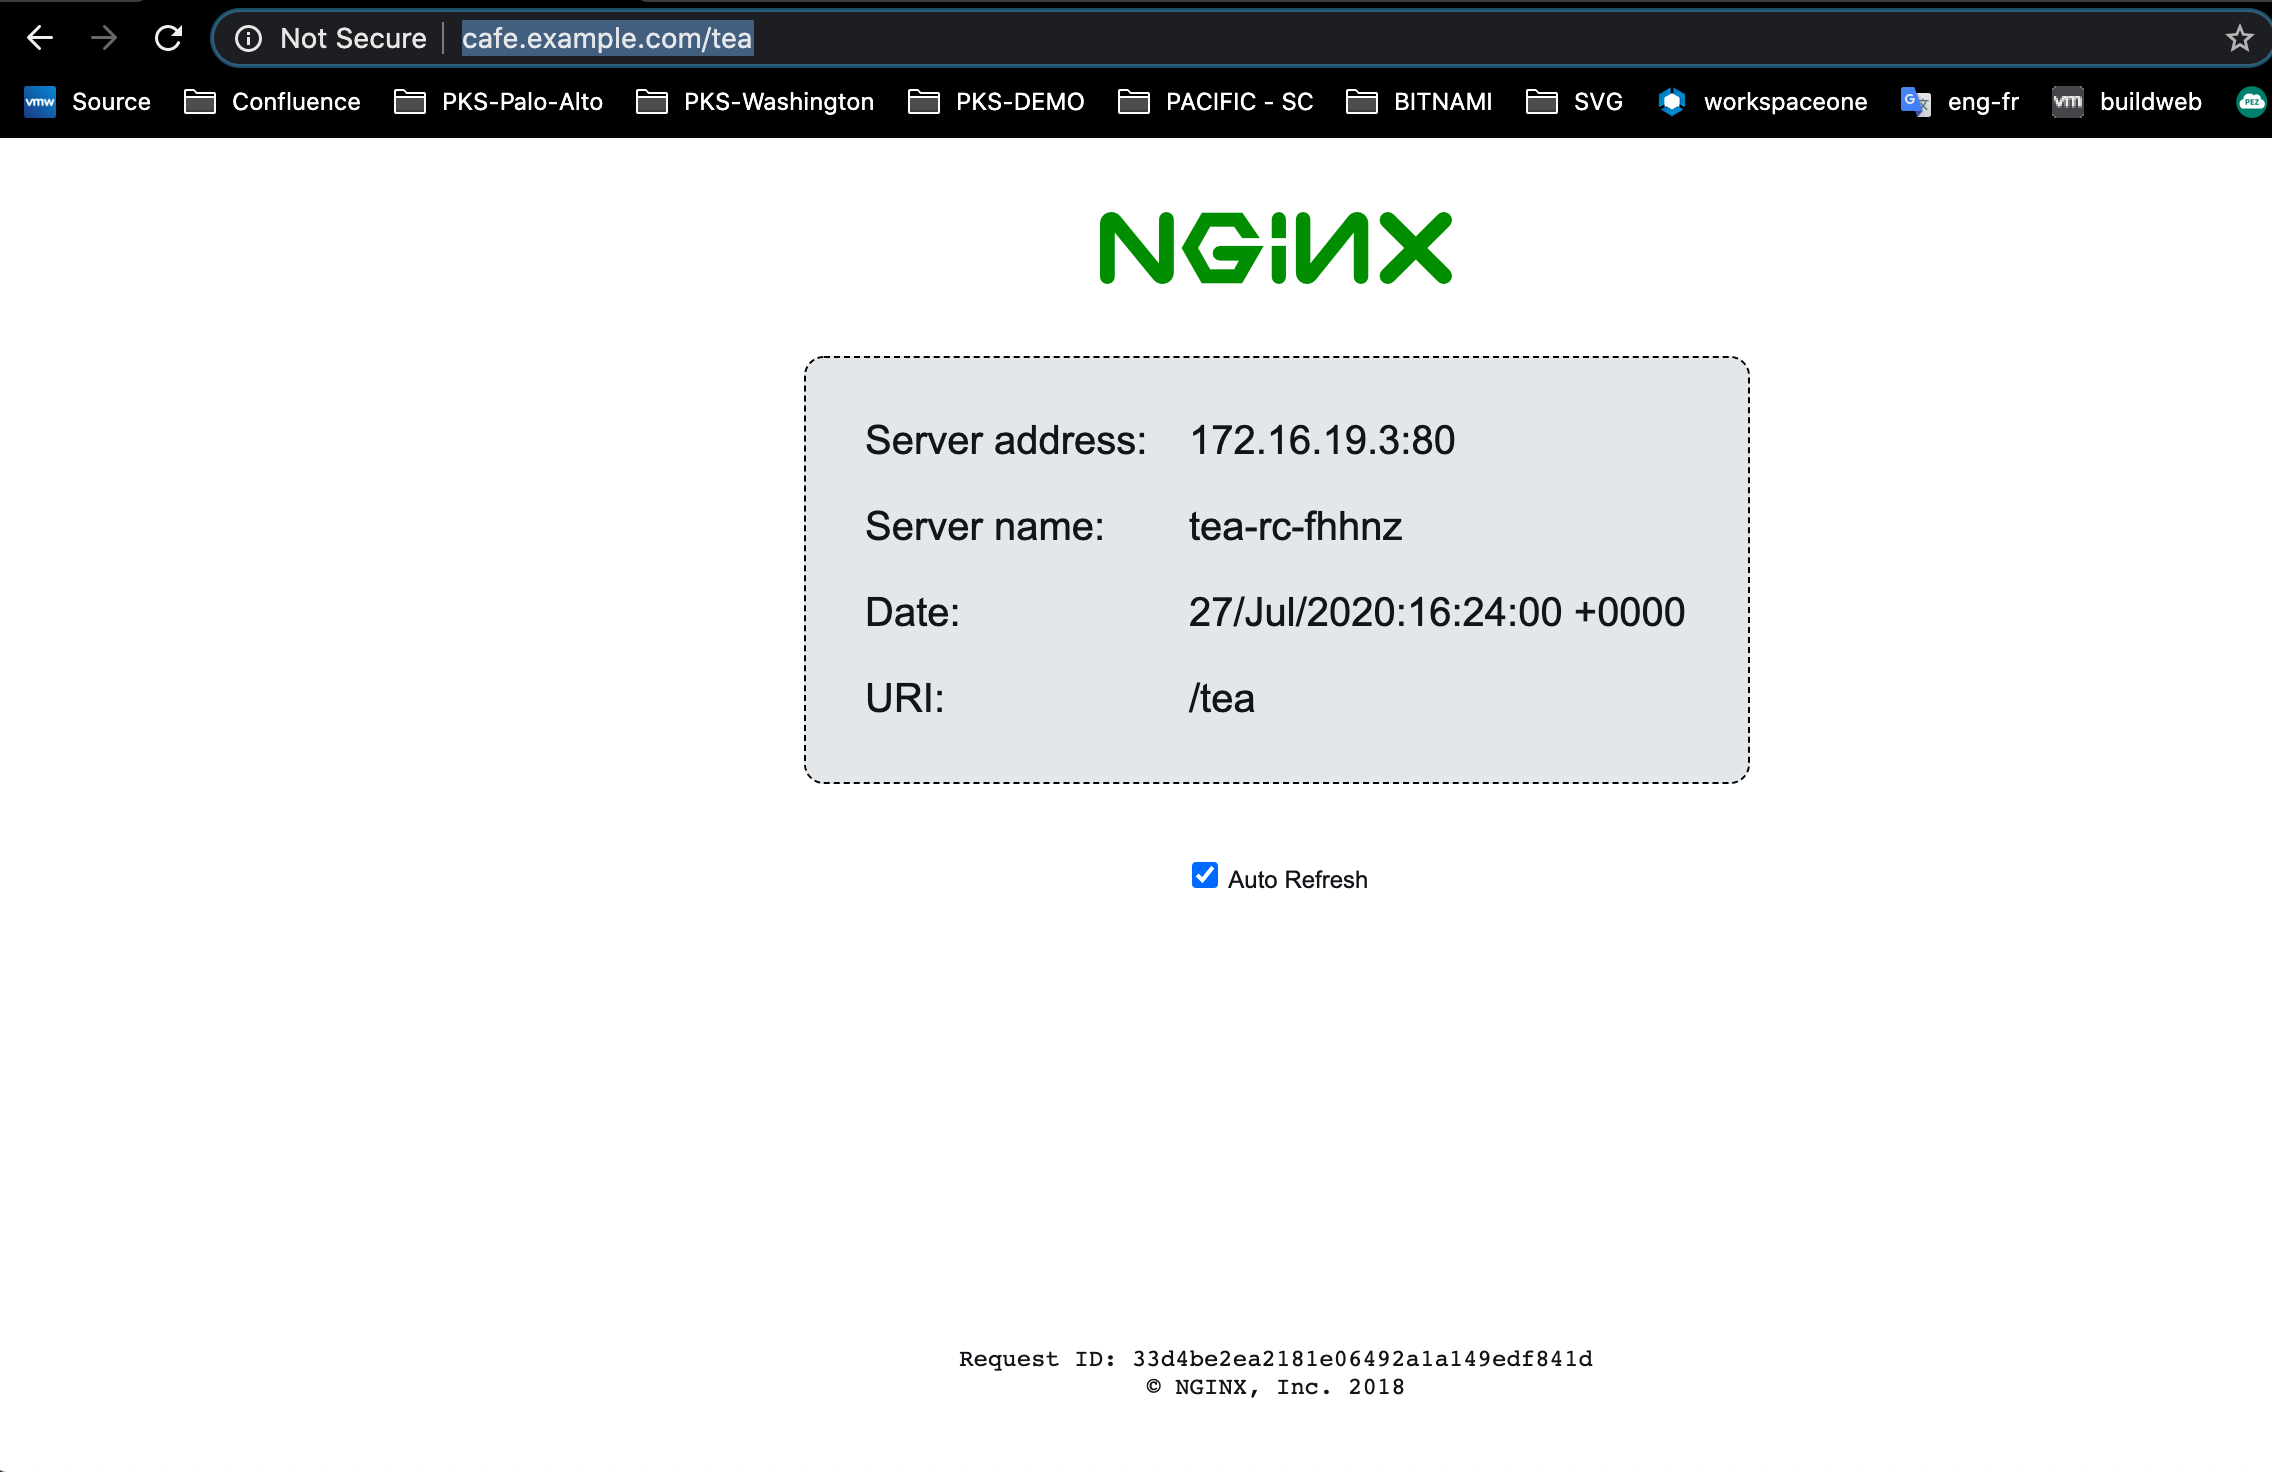 Not Secure cafe.example.com/tea
vmw Source Confluence PKS-Palo-Alto PKS-Washington PKS-DEMO PACIFIC - SC BITNAMI SVG workspaceone G eng-fr vm buildweb PEZ
NGINX
Server address: 172.16.19.3:80
Server name: tea-rc-fhhnz
Date: 27/Jul/2020:16:24:00 +0000
URI: /tea
Auto Refresh
Request ID: 33d4be2ea2181e06492a1a149edf841d
© NGINX, Inc. 2018